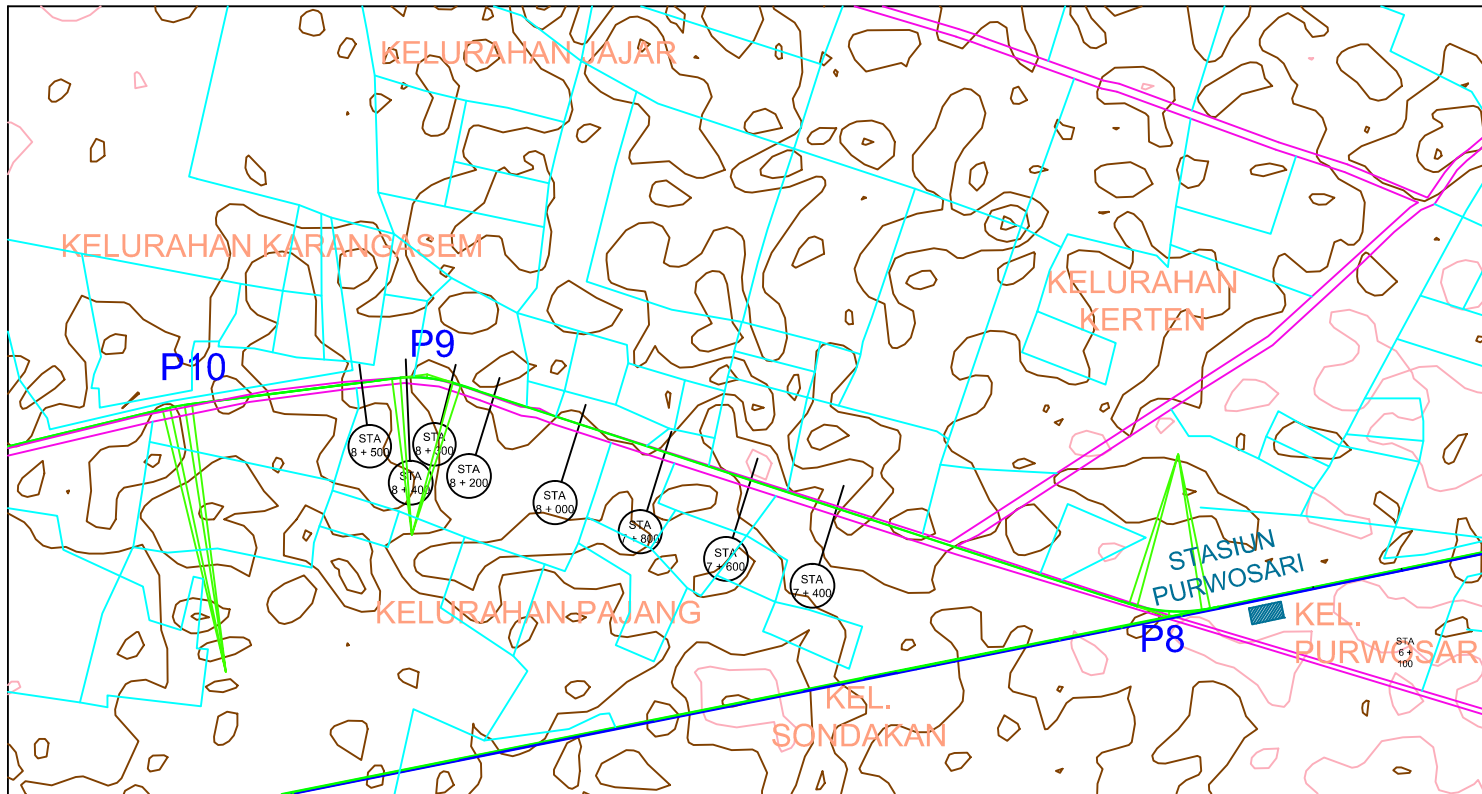 KELURAHAN JAJAR
KELURAHAN KARANGASEM
KELURAHAN
KERTEN
P10
P9
STA
8 + 500
STA
8 + 300
STA
8 + 400
STA
8 + 200
STA
8 + 000
STA
7 + 800
STA
7 + 600
STA
7 + 400
STASIUN
PURWOSARI
KELURAHAN PAJANG
P8
KEL.
PURWOSAR
STA
6 +
100
KEL.
SONDAKAN